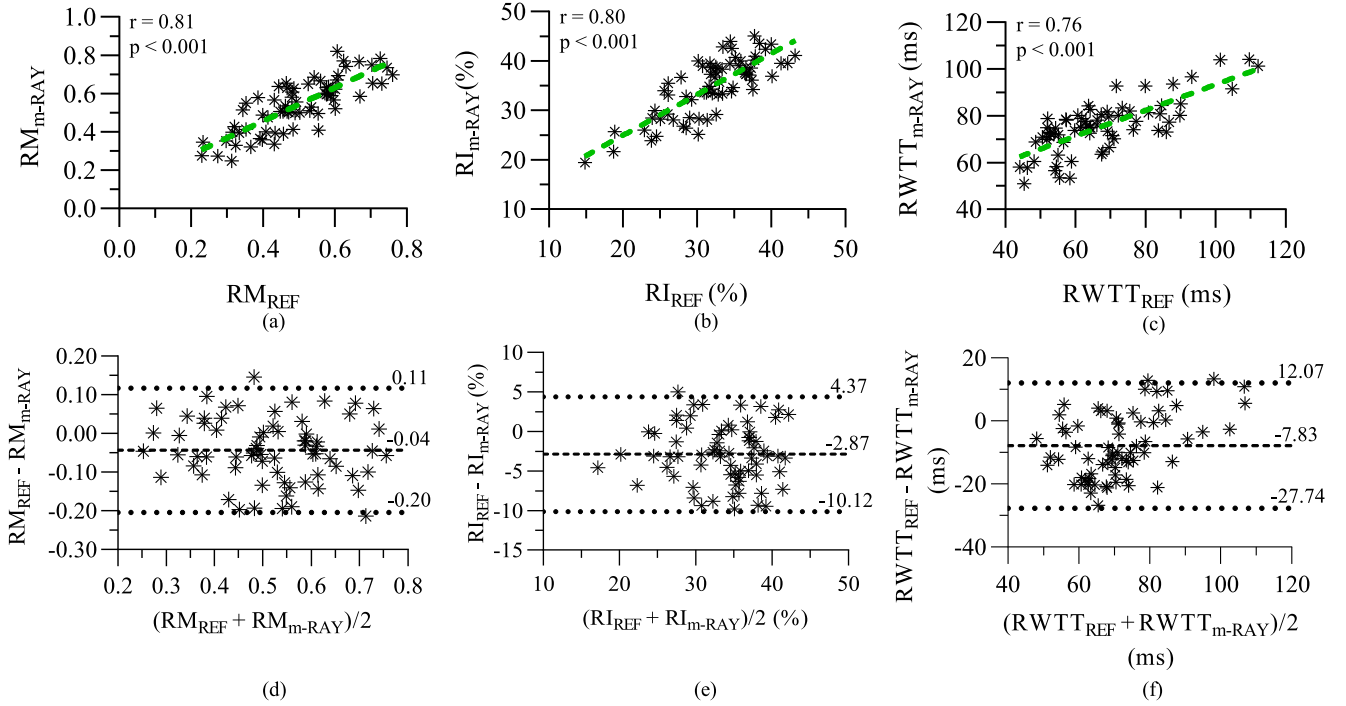 r = 0.81
p < 0.001
1.0
0.8
0.6
0.4
0.2
0.0
RMm-RAY
0.0 0.2 0.4 0.6 0.8
RMREF
(a)
r = 0.80
p < 0.001
50
40
30
20
10
RIm-RAY (%)
10 20 30 40 50
RIREF (%)
(b)
r = 0.76
p < 0.001
120
100
80
60
40
RWTTm-RAY (ms)
40 60 80 100 120
RWTTREF (ms)
(c)
0.20
0.10
0.00
-0.10
-0.20
-0.30
RMREF - RMm-RAY
0.11
-0.04
-0.20
0.2 0.3 0.4 0.5 0.6 0.7 0.8
(RMREF + RMm-RAY)/2
(d)
10
5
0
-5
-10
-15
RIREF - RIm-RAY (%)
4.37
-2.87
-10.12
10 20 30 40 50
(RIREF + RIm-RAY)/2 (%)
(e)
20
0
-20
-40
RWTTREF - RWTTm-RAY
(ms)
12.07
-7.83
-27.74
40 60 80 100 120
(RWTTREF + RWTTm-RAY)/2
(ms)
(f)